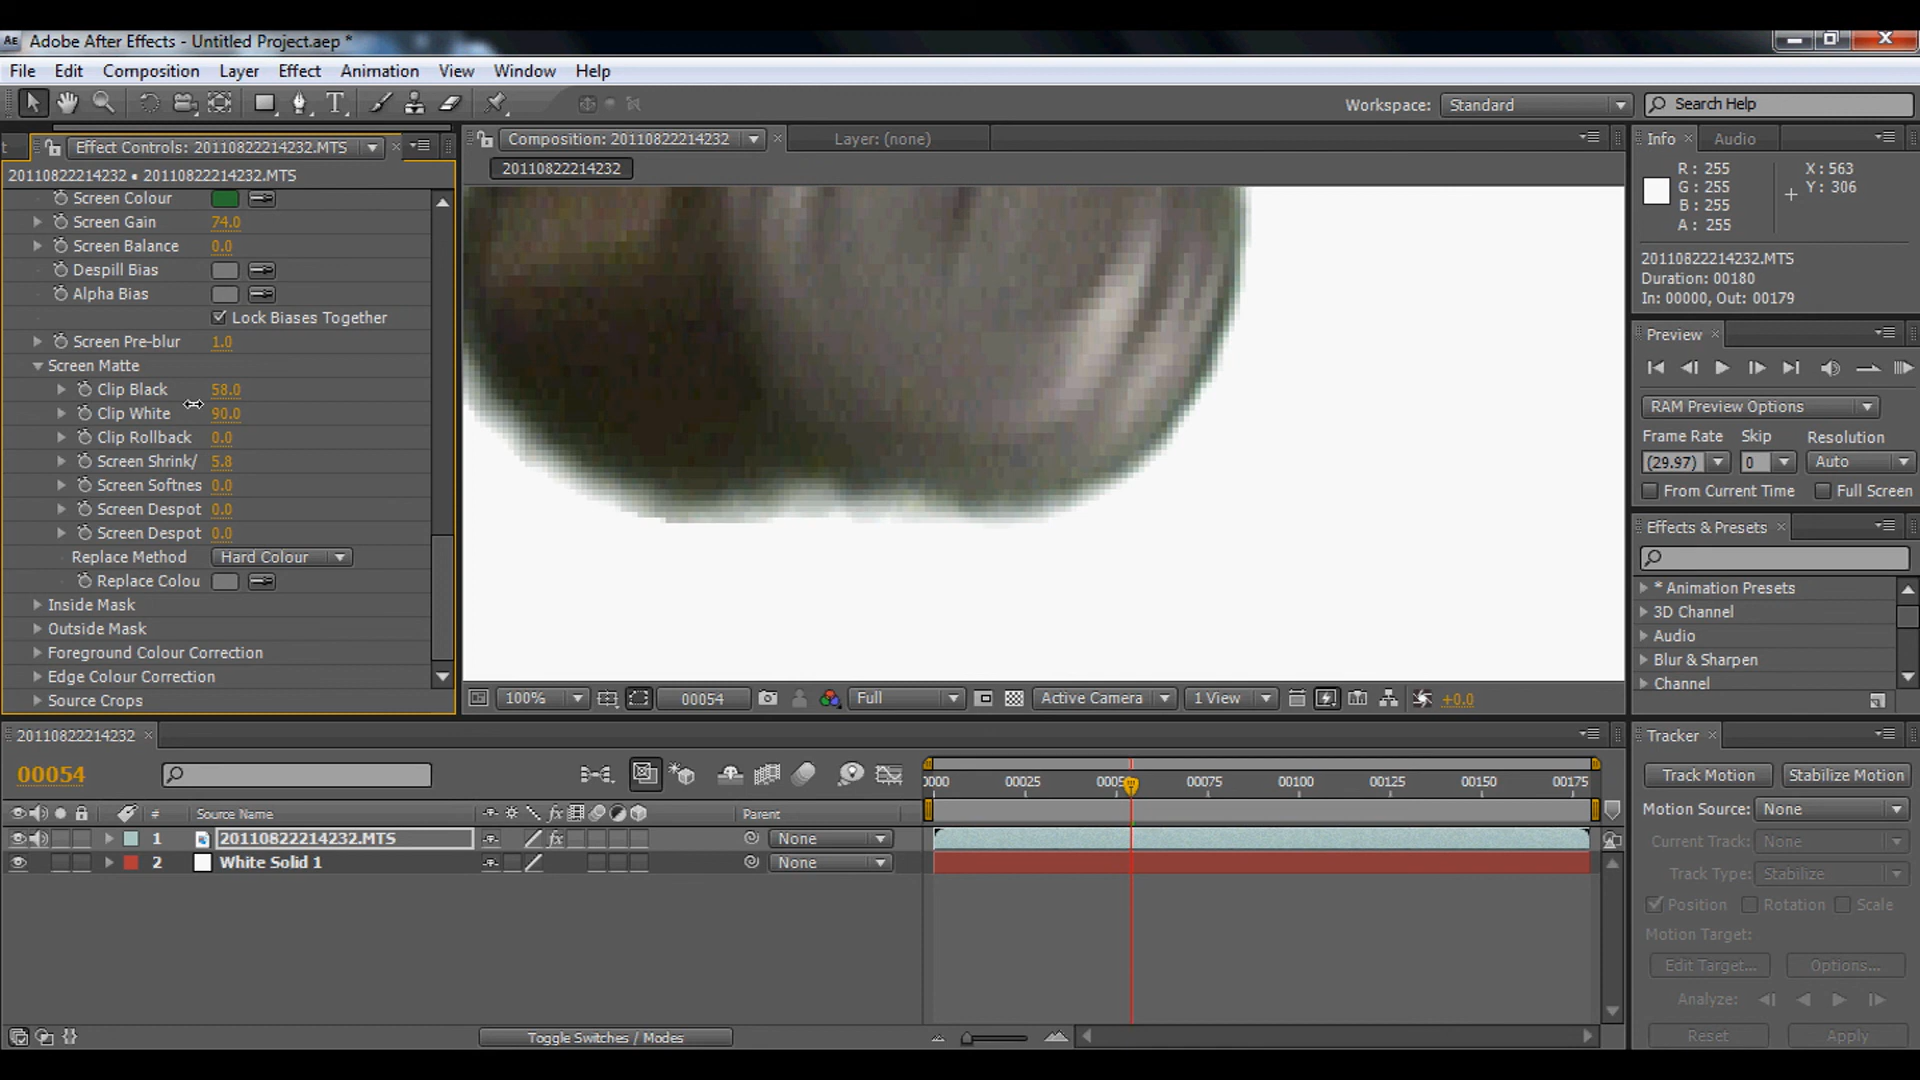 Adobe After Effects - Untitled Project.aep *
File Edit Composition Layer Effect Animation View Window Help
Workspace: Standard Search Help
Effect Controls: 20110822214232.MTS
20110822214232 • 20110822214232.MTS
Screen Colour
Screen Gain 74.0
Screen Balance 0.0
Despill Bias
Alpha Bias
Lock Biases Together
Screen Pre-blur 1.0
Screen Matte
Clip Black 58.0
Clip White 90.0
Clip Rollback 0.0
Screen Shrink/ 5.8
Screen Softnes 0.0
Screen Despot 0.0
Screen Despot 0.0
Replace Method Hard Colour
Replace Colou
Inside Mask
Outside Mask
Foreground Colour Correction
Edge Colour Correction
Source Crops
Composition: 20110822214232
Layer: (none)
20110822214232
100% 00054 Full Active Camera 1 View +0.0
Info Audio
R: 255 X: 563
G: 255 Y: 306
B: 255
A: 255
20110822214232.MTS
Duration: 00180
In: 00000, Out: 00179
Preview
RAM Preview Options
Frame Rate Skip Resolution
(29.97) 0 Auto
From Current Time Full Screen
Effects & Presets
* Animation Presets
3D Channel
Audio
Blur & Sharpen
Channel
20110822214232
00054
0000 00025 0005 00075 00100 00125 00150 00175
# Source Name Parent
1 20110822214232.MTS None
2 White Solid 1 None
Toggle Switches / Modes
Tracker
Track Motion Stabilize Motion
Motion Source: None
Current Track: None
Track Type: Stabilize
Position Rotation Scale
Motion Target:
Edit Target... Options...
Analyze:
Reset Apply